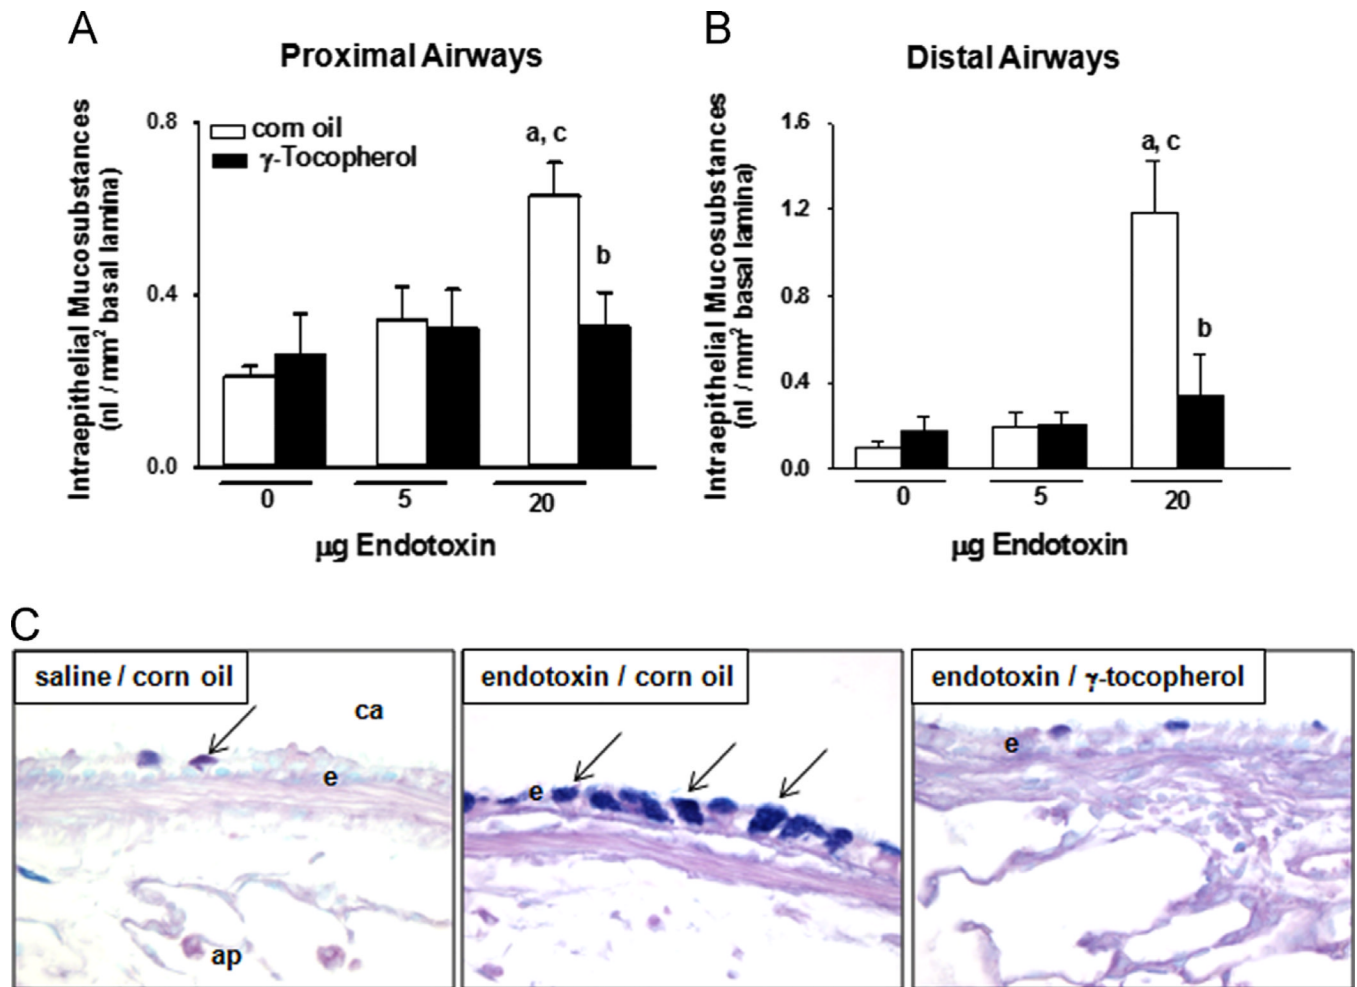 A
Proximal Airways
Intraepithelial Mucosubstances
(nl / mm² basal lamina)
0.8
0.4
0.0
corn oil
γ-Tocopherol
a, c
b
0
5
20
µg Endotoxin
B
Distal Airways
Intraepithelial Mucosubstances
(nl / mm² basal lamina)
1.6
1.2
0.8
0.4
0.0
a, c
b
0
5
20
µg Endotoxin
C
saline / corn oil
ca
e
ap
endotoxin / corn oil
e
endotoxin / γ-tocopherol
e